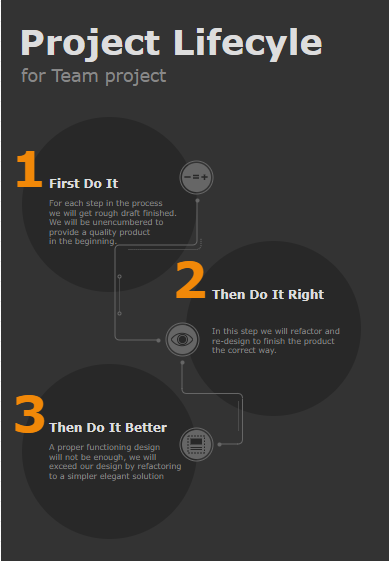 Project Lifecyle
for Team project
1
First Do It
For each step in the process
we will get rough draft finished.
We will be unencumbered to
provide a quality product
in the beginning.
2
Then Do It Right
In this step we will refactor and
re-design to finish the product
the correct way.
3
Then Do It Better
A proper functioning design
will not be enough, we will
exceed our design by refactoring
to a simpler elegant solution